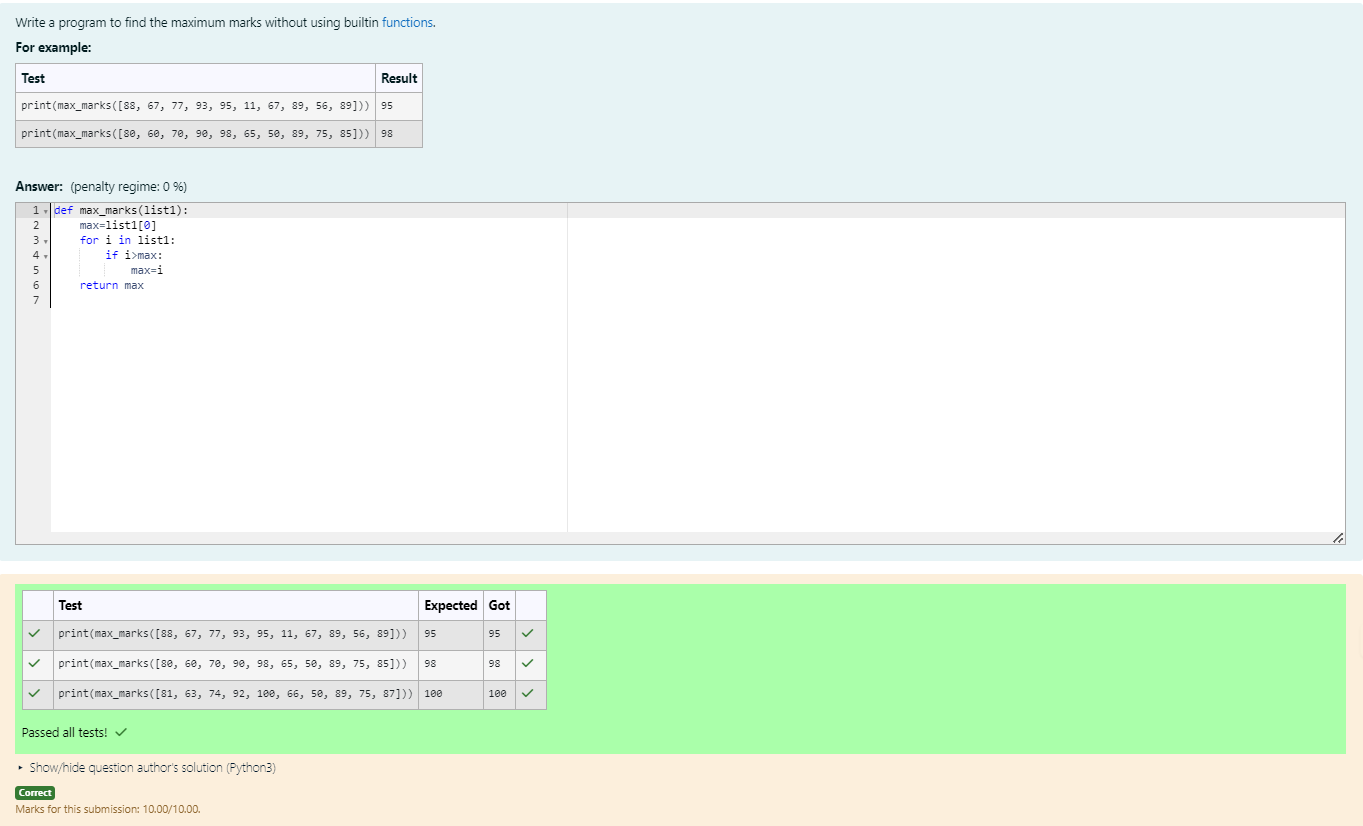 Write a program to find the maximum marks without using builtin functions.
For example:
Test Result
print(max_marks([88, 67, 77, 93, 95, 11, 67, 89, 56, 89])) 95
print(max_marks([80, 60, 70, 90, 98, 65, 50, 89, 75, 85])) 98
Answer: (penalty regime: 0 %)
1 def max_marks(list1):
2     max=list1[0]
3     for i in list1:
4         if i>max:
5             max=i
6     return max
7
Test Expected Got
print(max_marks([88, 67, 77, 93, 95, 11, 67, 89, 56, 89])) 95 95
print(max_marks([80, 60, 70, 90, 98, 65, 50, 89, 75, 85])) 98 98
print(max_marks([81, 63, 74, 92, 100, 66, 50, 89, 75, 87])) 100 100
Passed all tests!
Show/hide question author's solution (Python3)
Correct
Marks for this submission: 10.00/10.00.